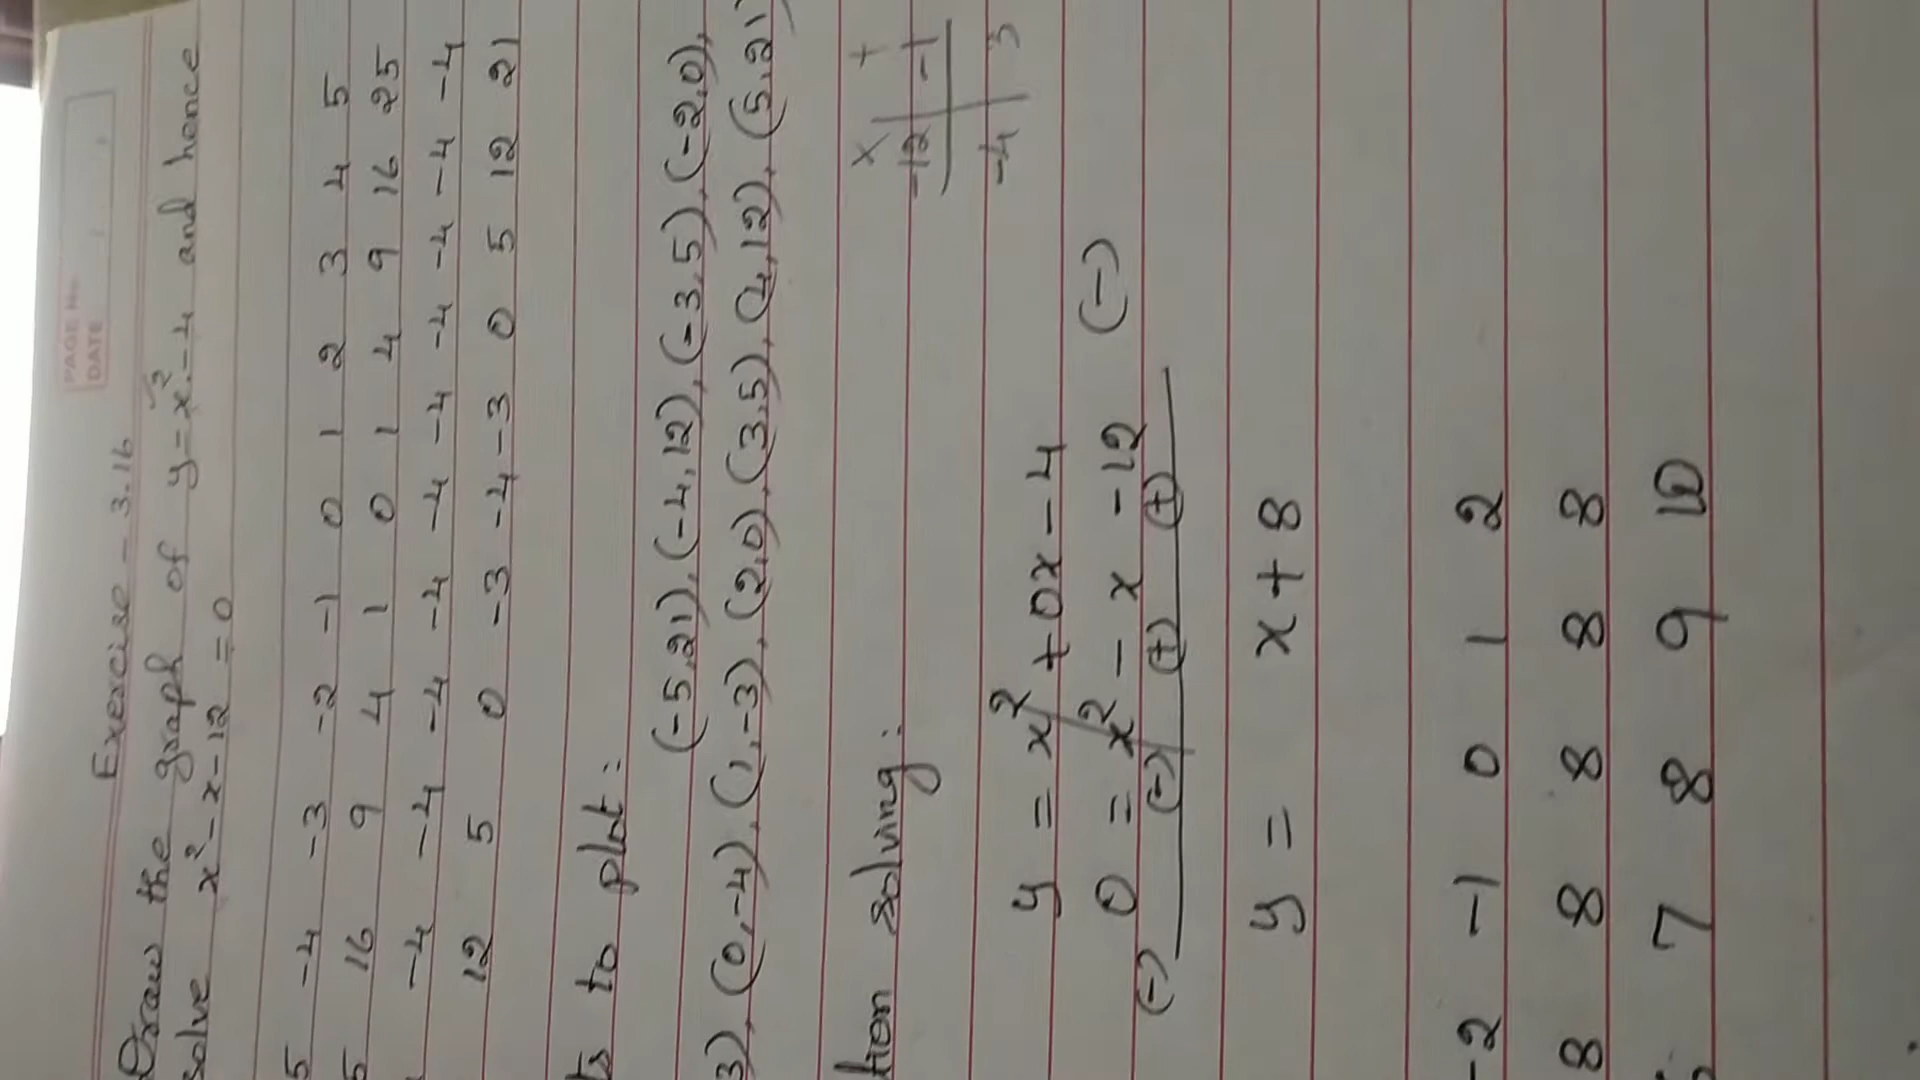 PAGE No.
DATE
Exercise - 3.16
Draw the graph of y = x² - 4 and hence
solve x² - x - 12 = 0
5 -4 -3 -2 -1 0 1 2 3 4 5
5 16 9 4 1 0 1 4 9 16 25
-4 -4 -4 -4 -4 -4 -4 -4 -4 -4
12 5 0 -3 -4 -3 0 5 12 21
ts to plot:
(-5,21), (-4,12), (-3,5), (-2,0),
3), (0,-4), (1,-3), (2,0), (3,5), (4,12), (5,21)
tion solving:
x +
-12 -1
-4 3
y = x² + 0x - 4
0 = x² - x - 12 (-)
(-) (-) (+) (+)
y = x + 8
-2 -1 0 1 2
8 8 8 8 8
7 8 9 10